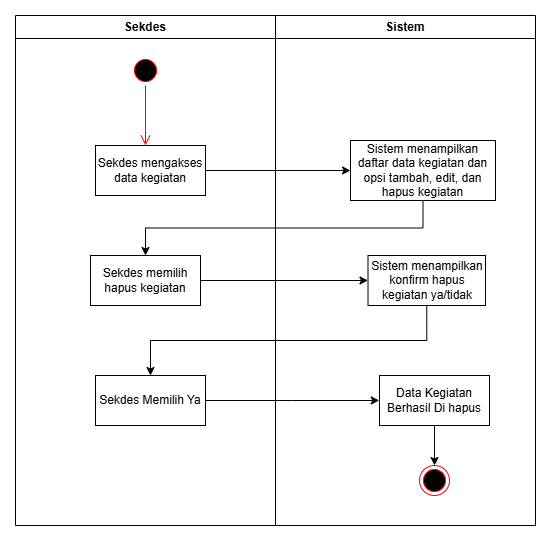 Sekdes
Sistem
Sekdes mengakses
data kegiatan
Sistem menampilkan
daftar data kegiatan dan
opsi tambah, edit, dan
hapus kegiatan
Sekdes memilih
hapus kegiatan
Sistem menampilkan
konfirm hapus
kegiatan ya/tidak
Sekdes Memilih Ya
Data Kegiatan
Berhasil Di hapus